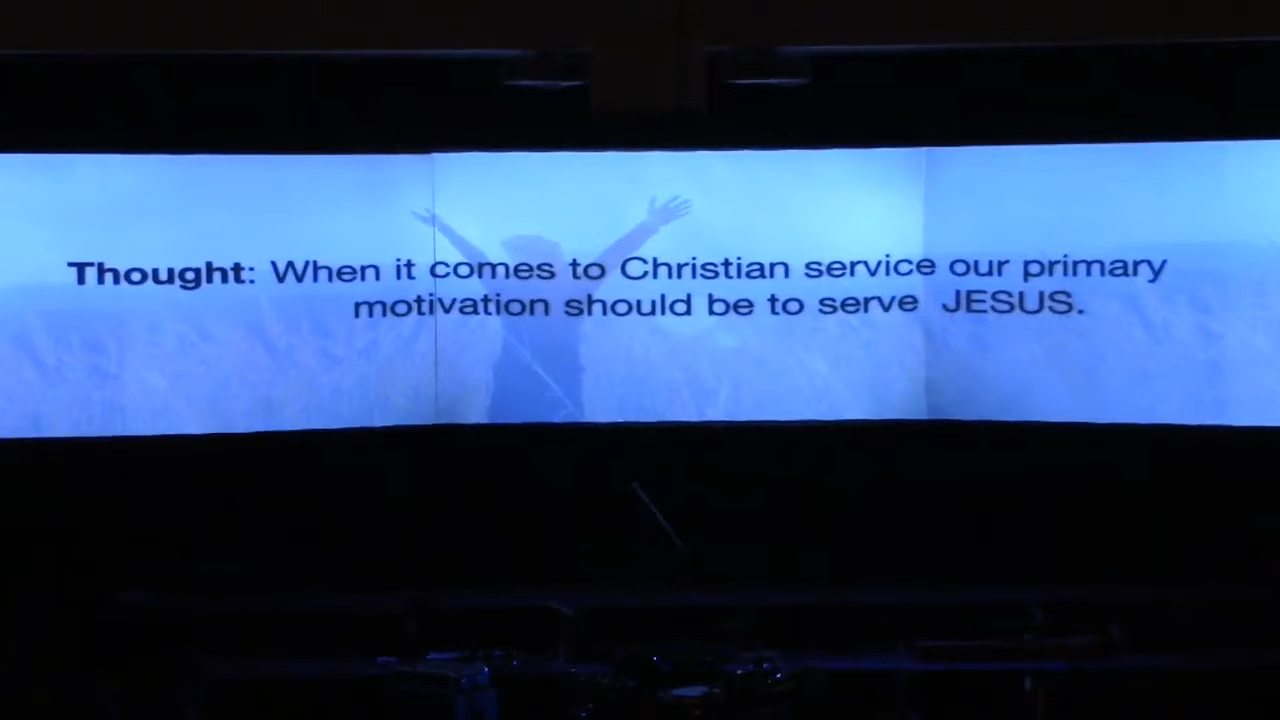 Thought: When it comes to Christian service our primary
motivation should be to serve JESUS.